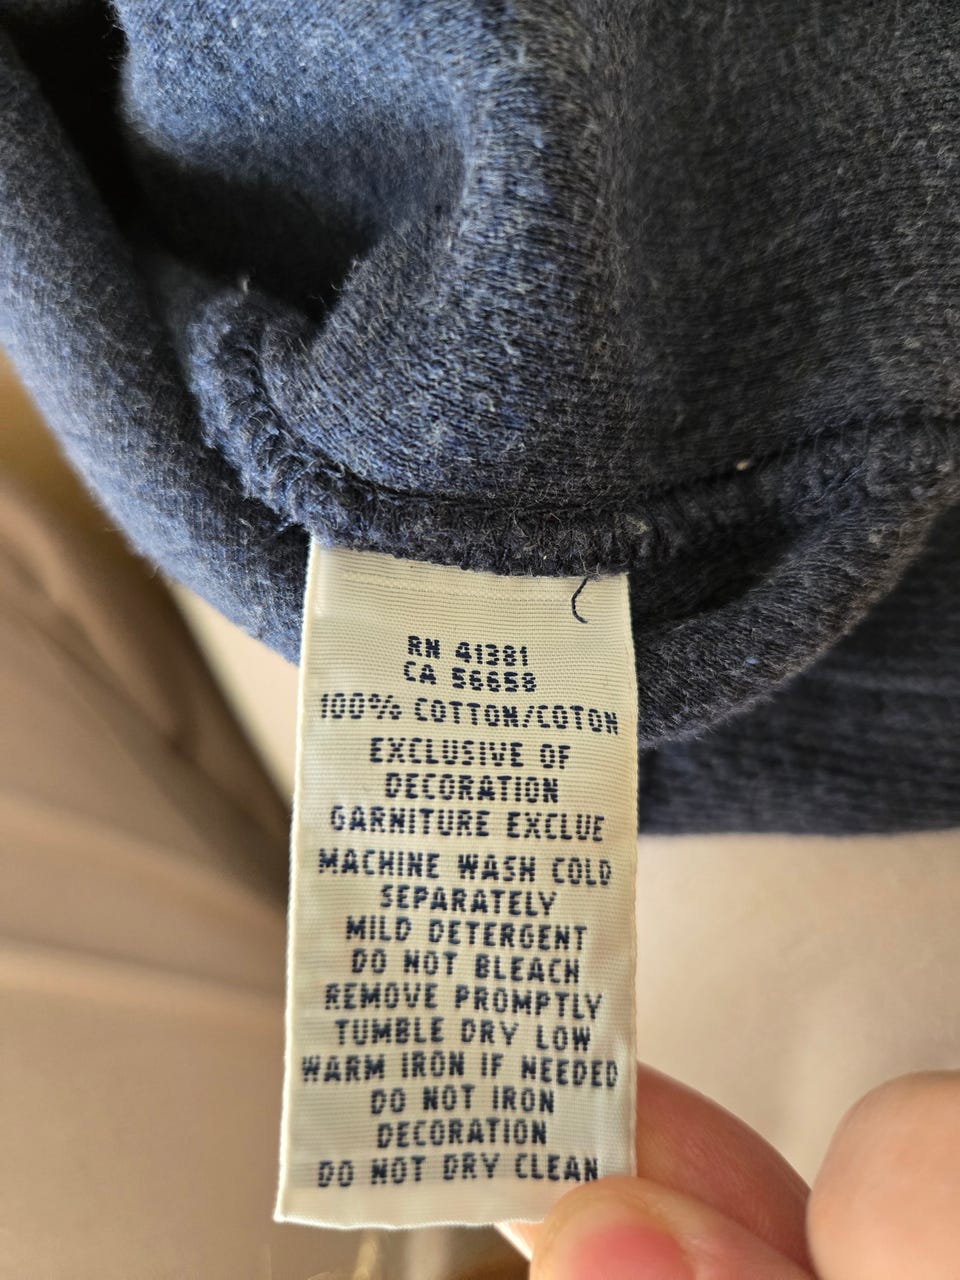 RN 41381
CA 56658
100% COTTON/COTON
EXCLUSIVE OF
DECORATION
GARNITURE EXCLUE
MACHINE WASH COLD
SEPARATELY
MILD DETERGENT
DO NOT BLEACH
REMOVE PROMPTLY
TUMBLE DRY LOW
WARM IRON IF NEEDED
DO NOT IRON
DECORATION
DO NOT DRY CLEAN